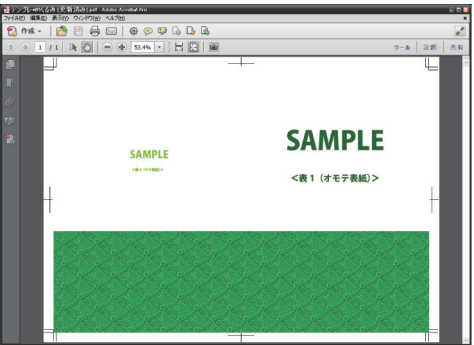 ファイル(F) 編集(E) 表示(V) ウィンドウ(W) ヘルプ(H)
作成
1 / 1 53.4% ツール 注釈 共有
SAMPLE
SAMPLE
<表1(オモテ表紙)>